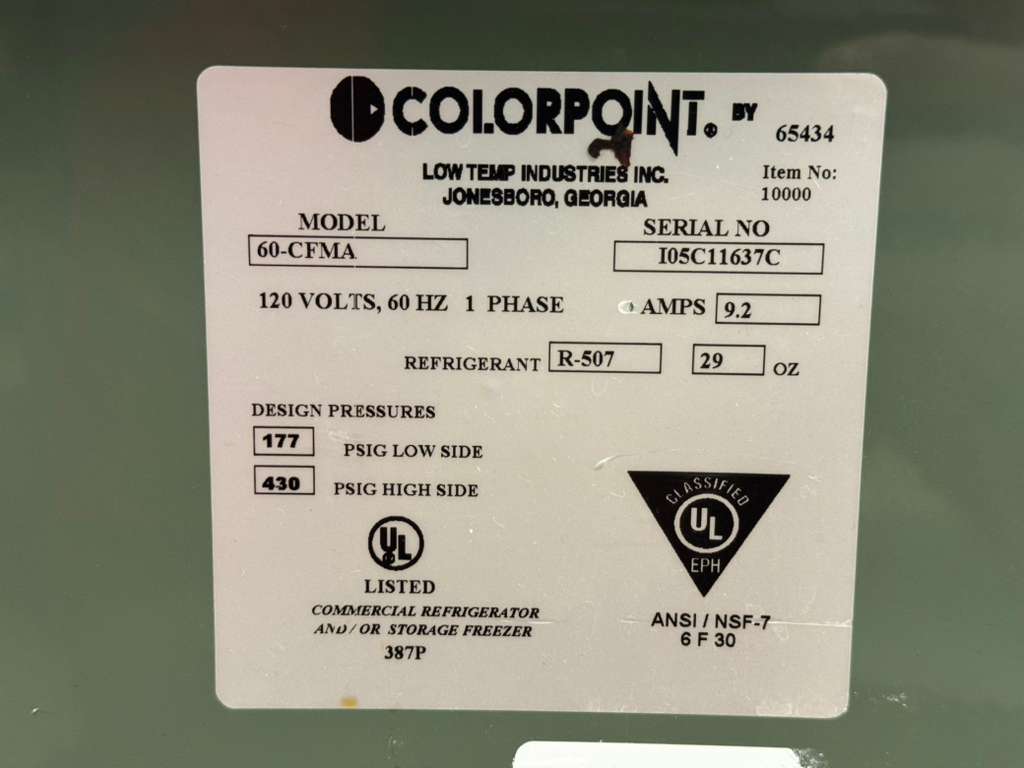 COLORPOINT® BY
65434
LOW TEMP INDUSTRIES INC.
JONESBORO, GEORGIA
Item No:
10000
MODEL
60-CFMA
SERIAL NO
I05C11637C
120 VOLTS, 60 HZ 1 PHASE
AMPS 9.2
REFRIGERANT R-507 29 OZ
DESIGN PRESSURES
177 PSIG LOW SIDE
430 PSIG HIGH SIDE
UL
LISTED
COMMERCIAL REFRIGERATOR
AND / OR STORAGE FREEZER
387P
CLASSIFIED
UL
EPH
ANSI / NSF-7
6 F 30